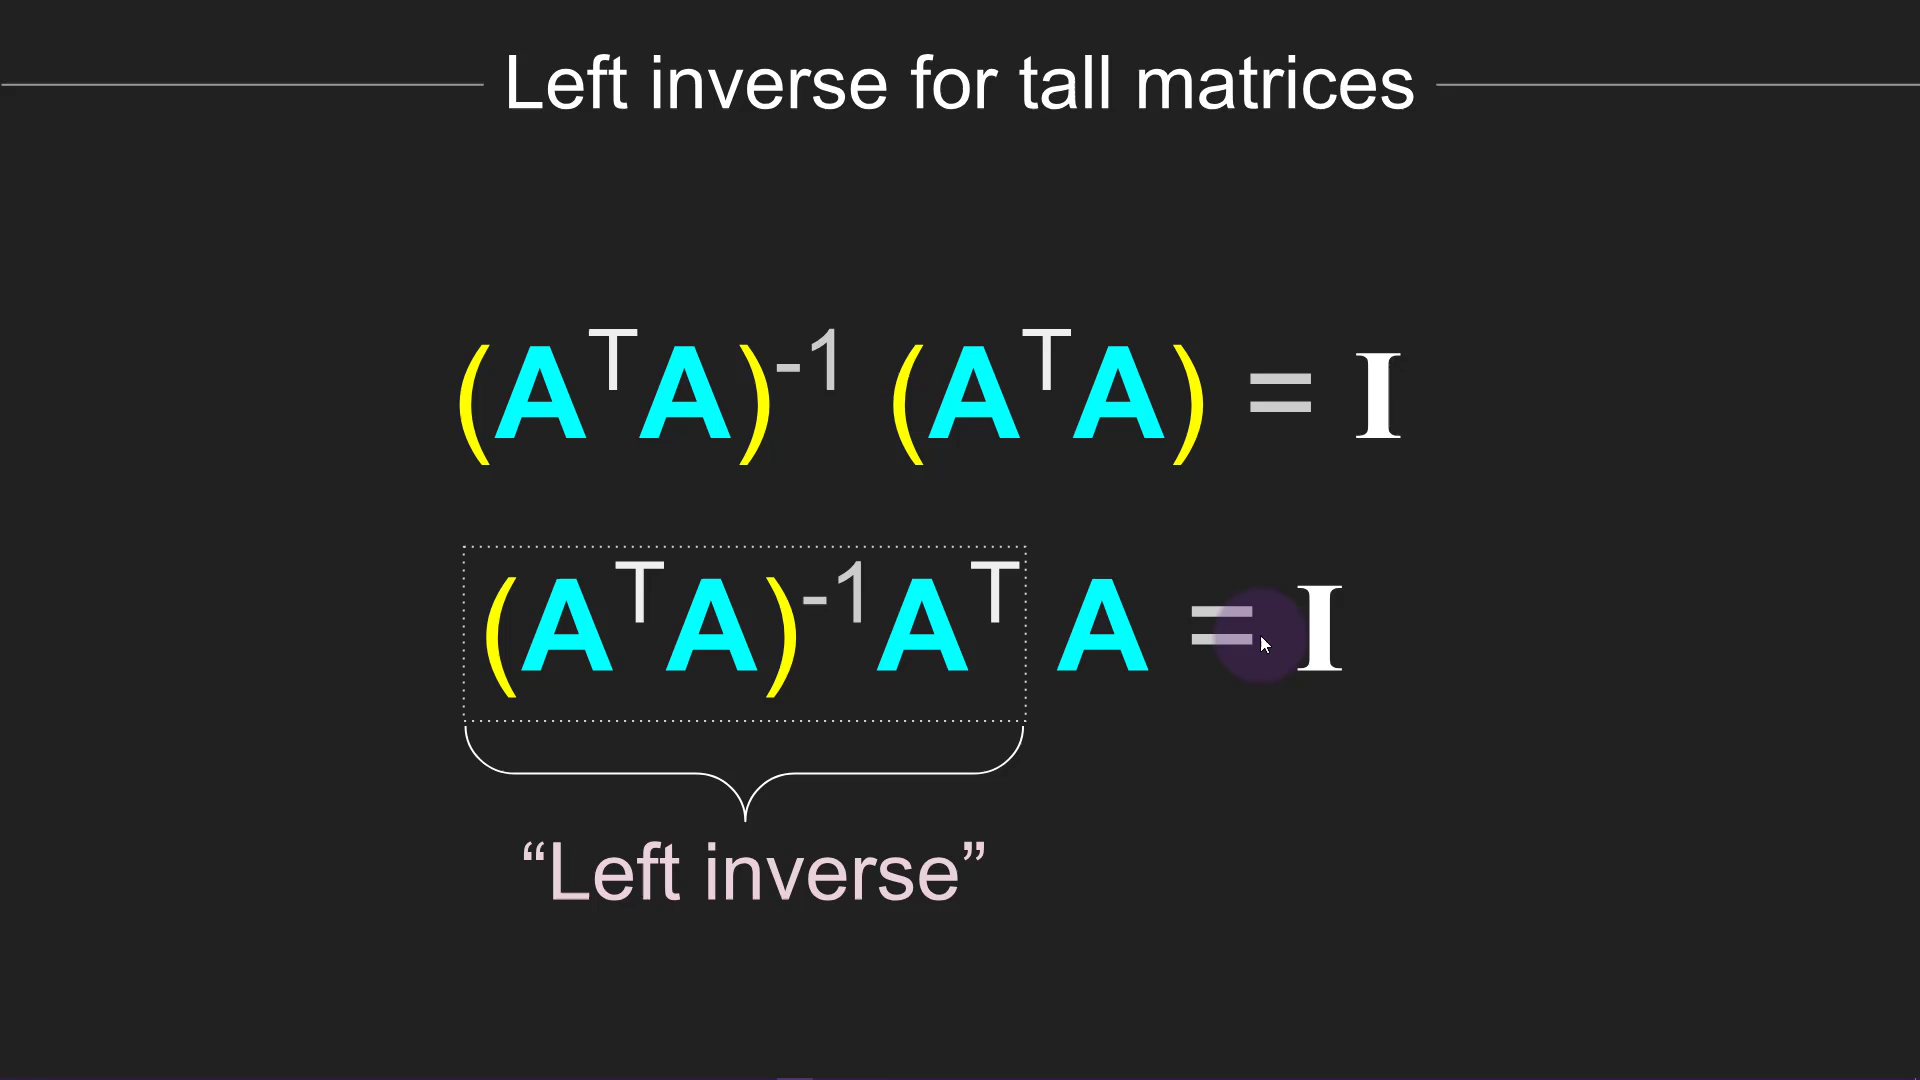 Left inverse for tall matrices
(AᵀA)⁻¹ (AᵀA) = I
(AᵀA)⁻¹Aᵀ A = I
“Left inverse”